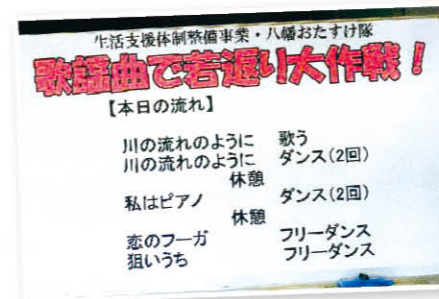 生活支援体制整備事業・八幡おたすけ隊
歌謡曲で若返り大作戦！
【本日の流れ】
川の流れのように 歌う
川の流れのように ダンス(2回)
休憩
私はピアノ ダンス(2回)
休憩
恋のフーガ フリーダンス
狙いうち フリーダンス